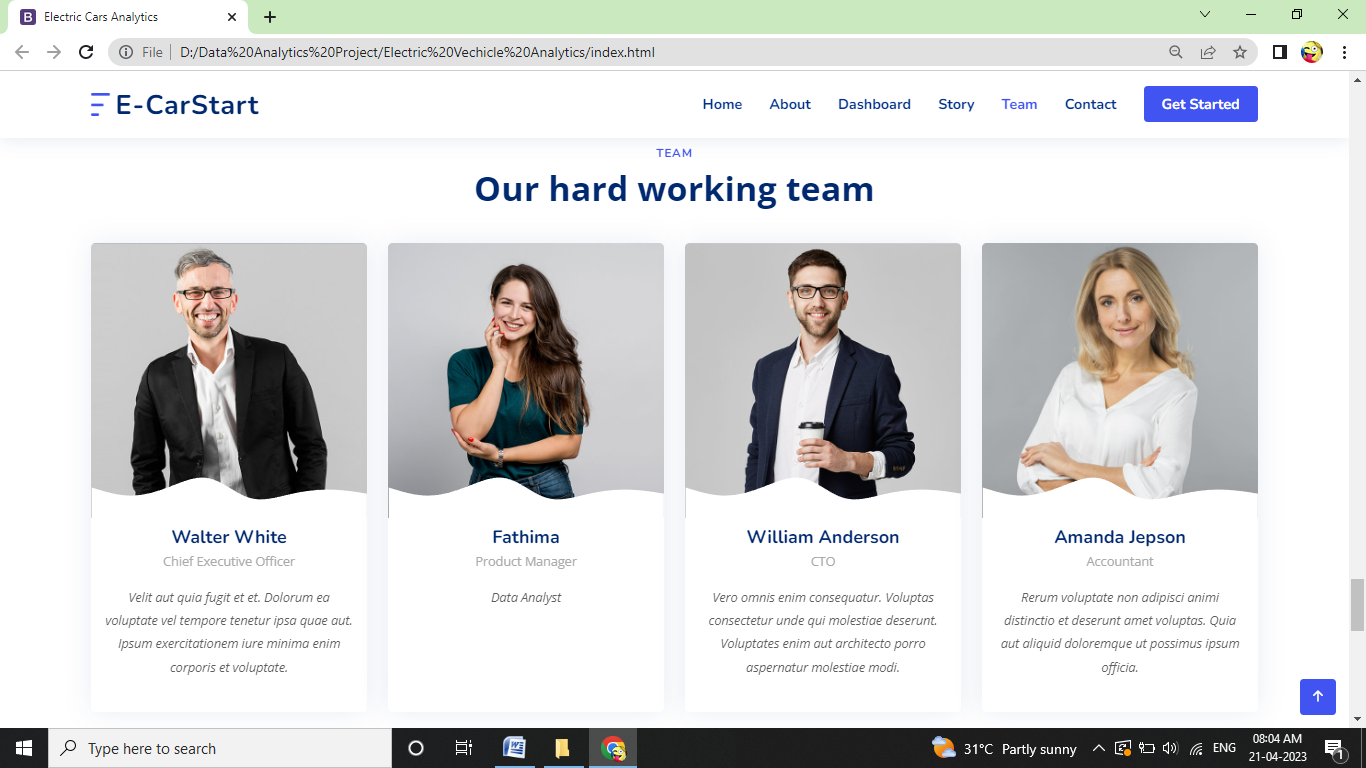 Electric Cars Analytics
File | D:/Data%20Analytics%20Project/Electric%20Vechicle%20Analytics/index.html
E-CarStart
Home About Dashboard Story Team Contact Get Started
TEAM
Our hard working team
Walter White
Chief Executive Officer
Velit aut quia fugit et et. Dolorum ea
voluptate vel tempore tenetur ipsa quae aut.
Ipsum exercitationem iure minima enim
corporis et voluptate.
Fathima
Product Manager
Data Analyst
William Anderson
CTO
Vero omnis enim consequatur. Voluptas
consectetur unde qui molestiae deserunt.
Voluptates enim aut architecto porro
aspernatur molestiae modi.
Amanda Jepson
Accountant
Rerum voluptate non adipisci animi
distinctio et deserunt amet voluptas. Quia
aut aliquid doloremque ut possimus ipsum
officia.
Type here to search
31°C Partly sunny
ENG
08:04 AM
21-04-2023
1